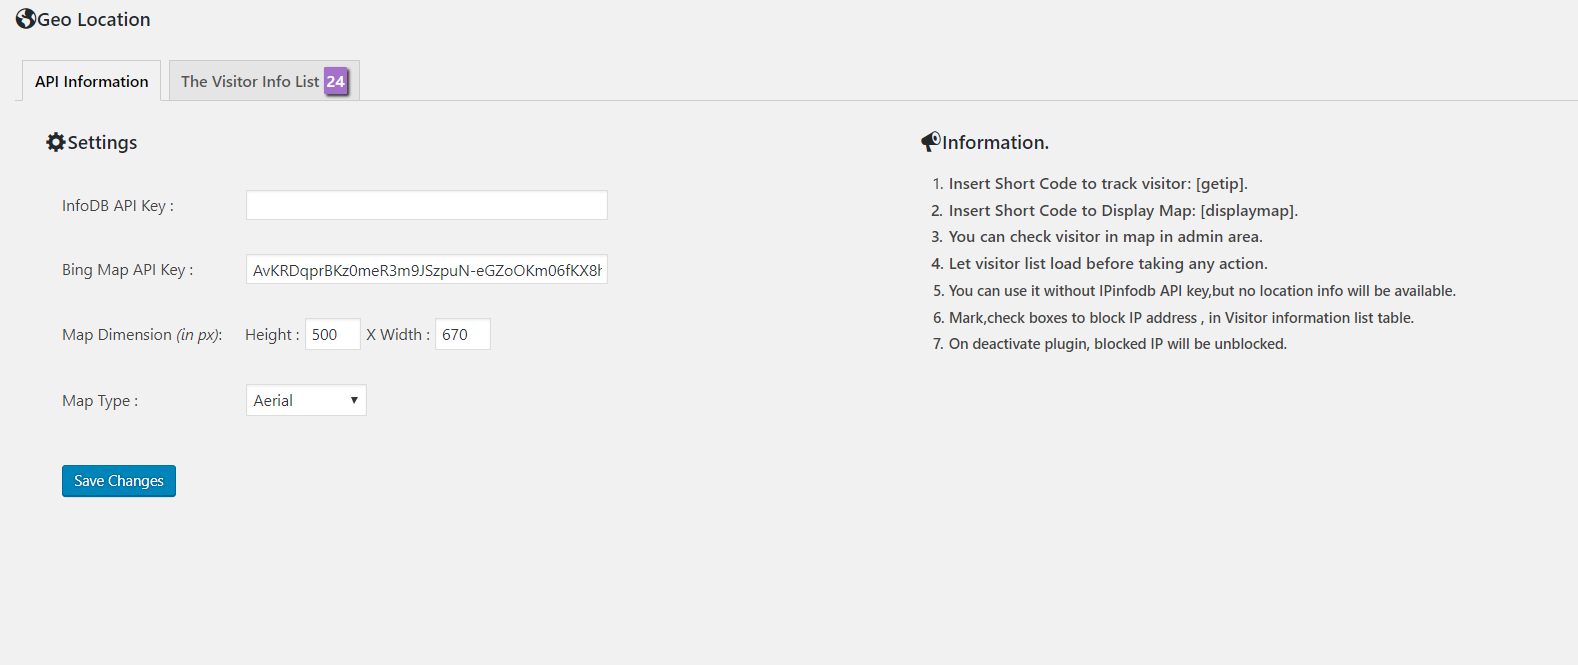 Geo Location
API Information
The Visitor Info List 24
Settings
InfoDB API Key :
Bing Map API Key : AvKRDqprBKz0meR3m9JSzpuN-eGZoOKm06fKX8h
Map Dimension (in px): Height : 500 X Width : 670
Map Type : Aerial
Save Changes
Information.
1. Insert Short Code to track visitor: [getip].
2. Insert Short Code to Display Map: [displaymap].
3. You can check visitor in map in admin area.
4. Let visitor list load before taking any action.
5. You can use it without IPinfodb API key,but no location info will be available.
6. Mark,check boxes to block IP address , in Visitor information list table.
7. On deactivate plugin, blocked IP will be unblocked.